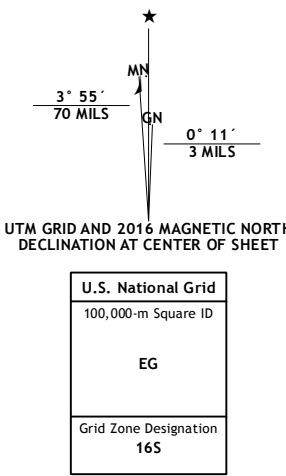 ★
MN
GN
3° 55´
70 MILS
0° 11´
3 MILS
UTM GRID AND 2016 MAGNETIC NORTH
DECLINATION AT CENTER OF SHEET
U.S. National Grid
100,000-m Square ID
EG
Grid Zone Designation
16S